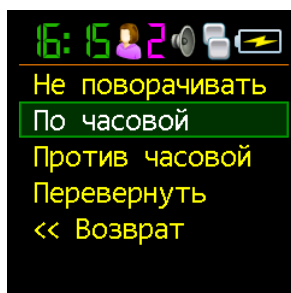 16:15 2
Не поворачивать
По часовой
Против часовой
Перевернуть
<< Возврат